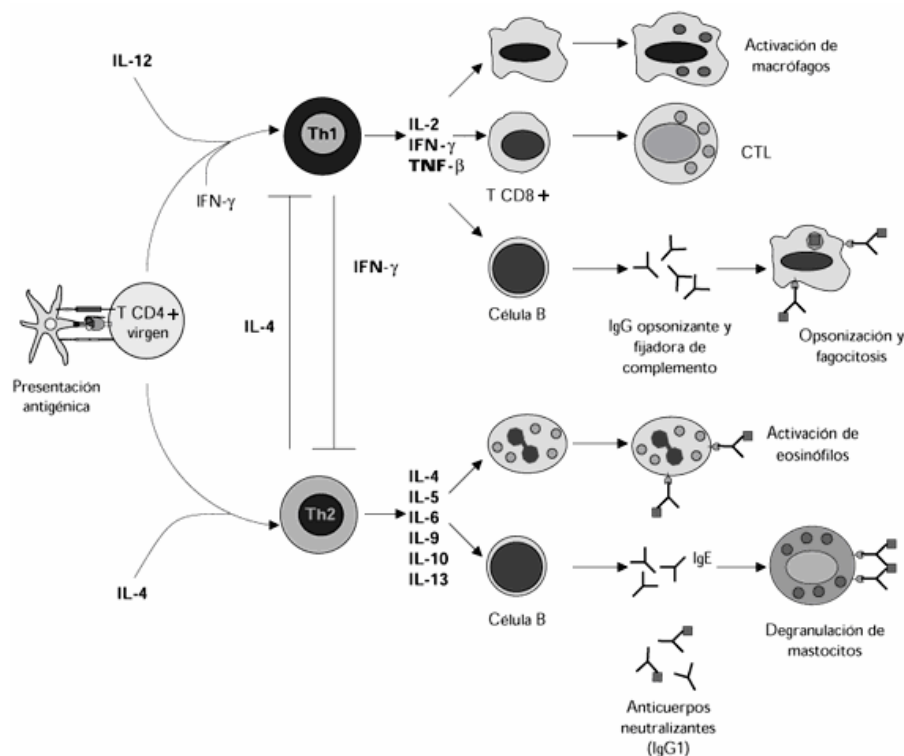 IL-12
Activación de
macrófagos
Th1
IL-2
IFN-γ
TNF-β
CTL
IFN-γ
T CD8+
IFN-γ
IL-4
T CD4+
virgen
Presentación
antigénica
Célula B
IgG opsonizante y
fijadora de
complemento
Opsonización y
fagocitosis
Activación de
eosinófilos
Th2
IL-4
IL-5
IL-6
IL-9
IL-10
IL-13
IgE
IL-4
Célula B
Degranulación de
mastocitos
Anticuerpos
neutralizantes
(IgG1)